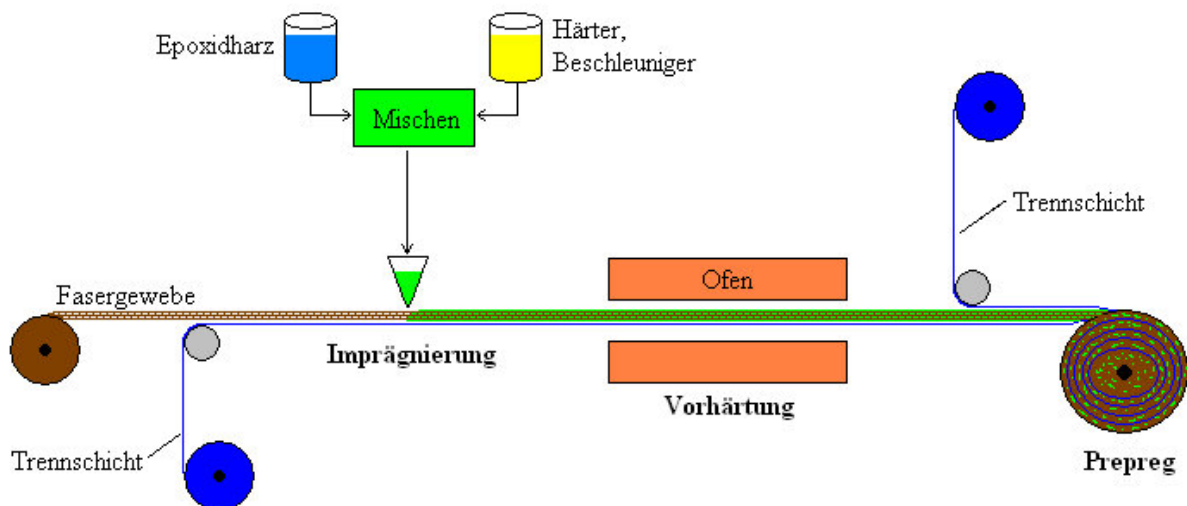 Epoxidharz
Härter,
Beschleuniger
Mischen
Trennschicht
Fasergewebe
Ofen
Imprägnierung
Vorhärtung
Trennschicht
Prepreg